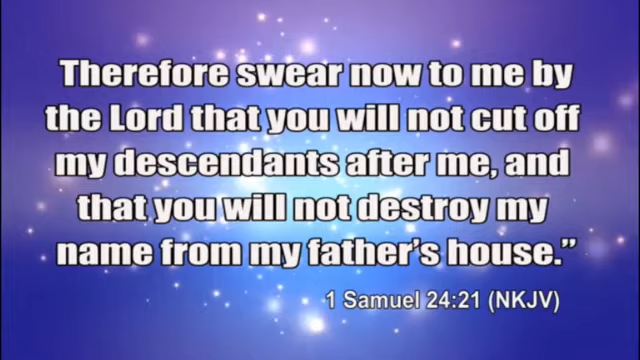 Therefore swear now to me by
the Lord that you will not cut off
my descendants after me, and
that you will not destroy my
name from my father’s house.”
1 Samuel 24:21 (NKJV)